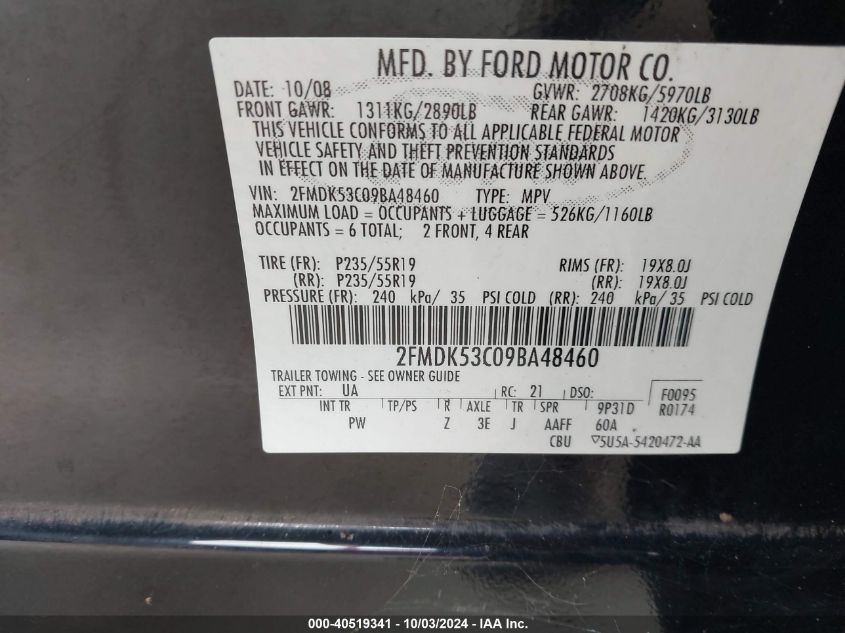 MFD. BY FORD MOTOR CO.
DATE: 10/08 GVWR: 2708KG/5970LB
FRONT GAWR: 1311KG/2890LB REAR GAWR: 1420KG/3130LB
THIS VEHICLE CONFORMS TO ALL APPLICABLE FEDERAL MOTOR
VEHICLE SAFETY AND THEFT PREVENTION STANDARDS
IN EFFECT ON THE DATE OF MANUFACTURE SHOWN ABOVE.
VIN: 2FMDK53C09BA48460 TYPE: MPV
MAXIMUM LOAD = OCCUPANTS + LUGGAGE = 526KG/1160LB
OCCUPANTS = 6 TOTAL; 2 FRONT, 4 REAR
TIRE (FR): P235/55R19 RIMS (FR): 19X8.0J
(RR): P235/55R19 (RR): 19X8.0J
PRESSURE (FR): 240 kPa/ 35 PSI COLD (RR): 240 kPa/ 35 PSI COLD
2FMDK53C09BA48460
TRAILER TOWING - SEE OWNER GUIDE
EXT PNT: UA RC: 21 DSO: F0095
INT TR TP/PS R AXLE TR SPR 9P31D R0174
PW Z 3E J AAFF 60A
CBU 5U5A-5420472-AA
000-40519341 - 10/03/2024 - IAAI Inc.